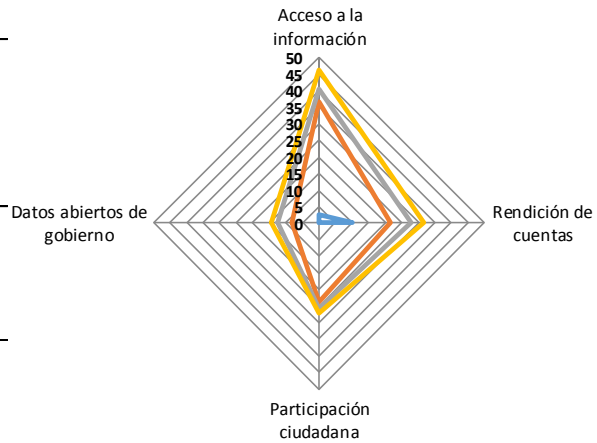 Acceso a la
información
50
45
40
35
30
25
20
15
10
5
0
Datos abiertos de
gobierno
Rendición de
cuentas
Participación
ciudadana